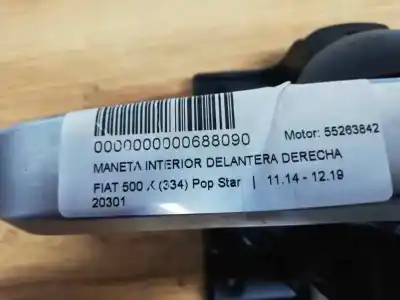 0000000000688090
Motor: 55263842
MANETA INTERIOR DELANTERA DERECHA
FIAT 500 X (334) Pop Star | 11.14 - 12.19
20301